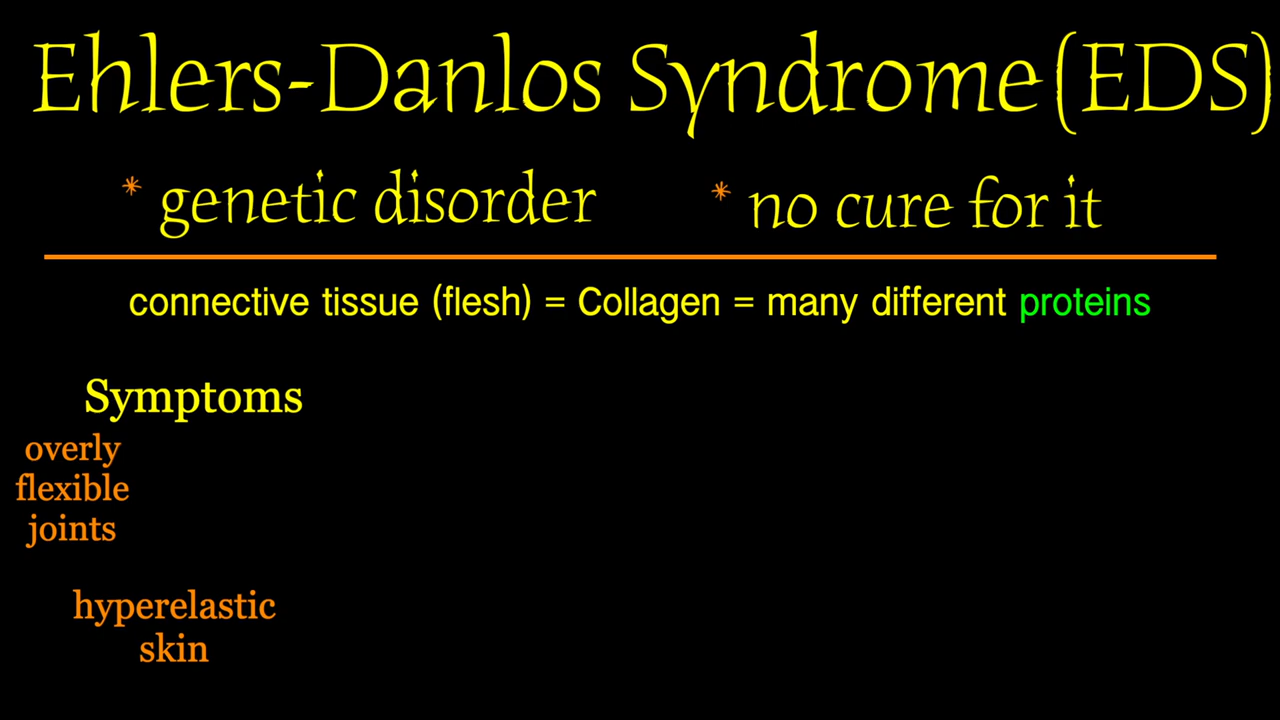 Ehlers-Danlos Syndrome (EDS)
* genetic disorder * no cure for it
connective tissue (flesh) = Collagen = many different proteins
Symptoms
overly
flexible
joints
hyperelastic
skin